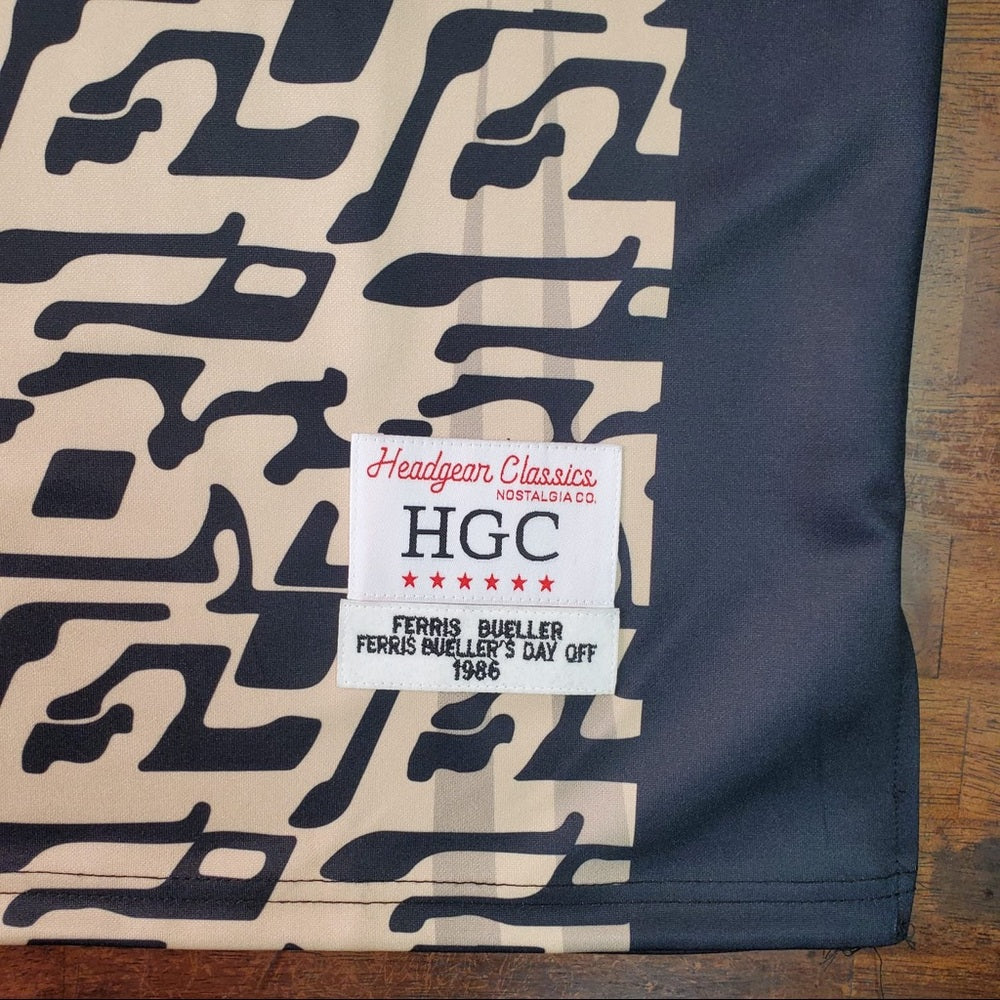 Headgear Classics
NOSTALGIA CO.
HGC
FERRIS BUELLER
FERRIS BUELLER'S DAY OFF
1986